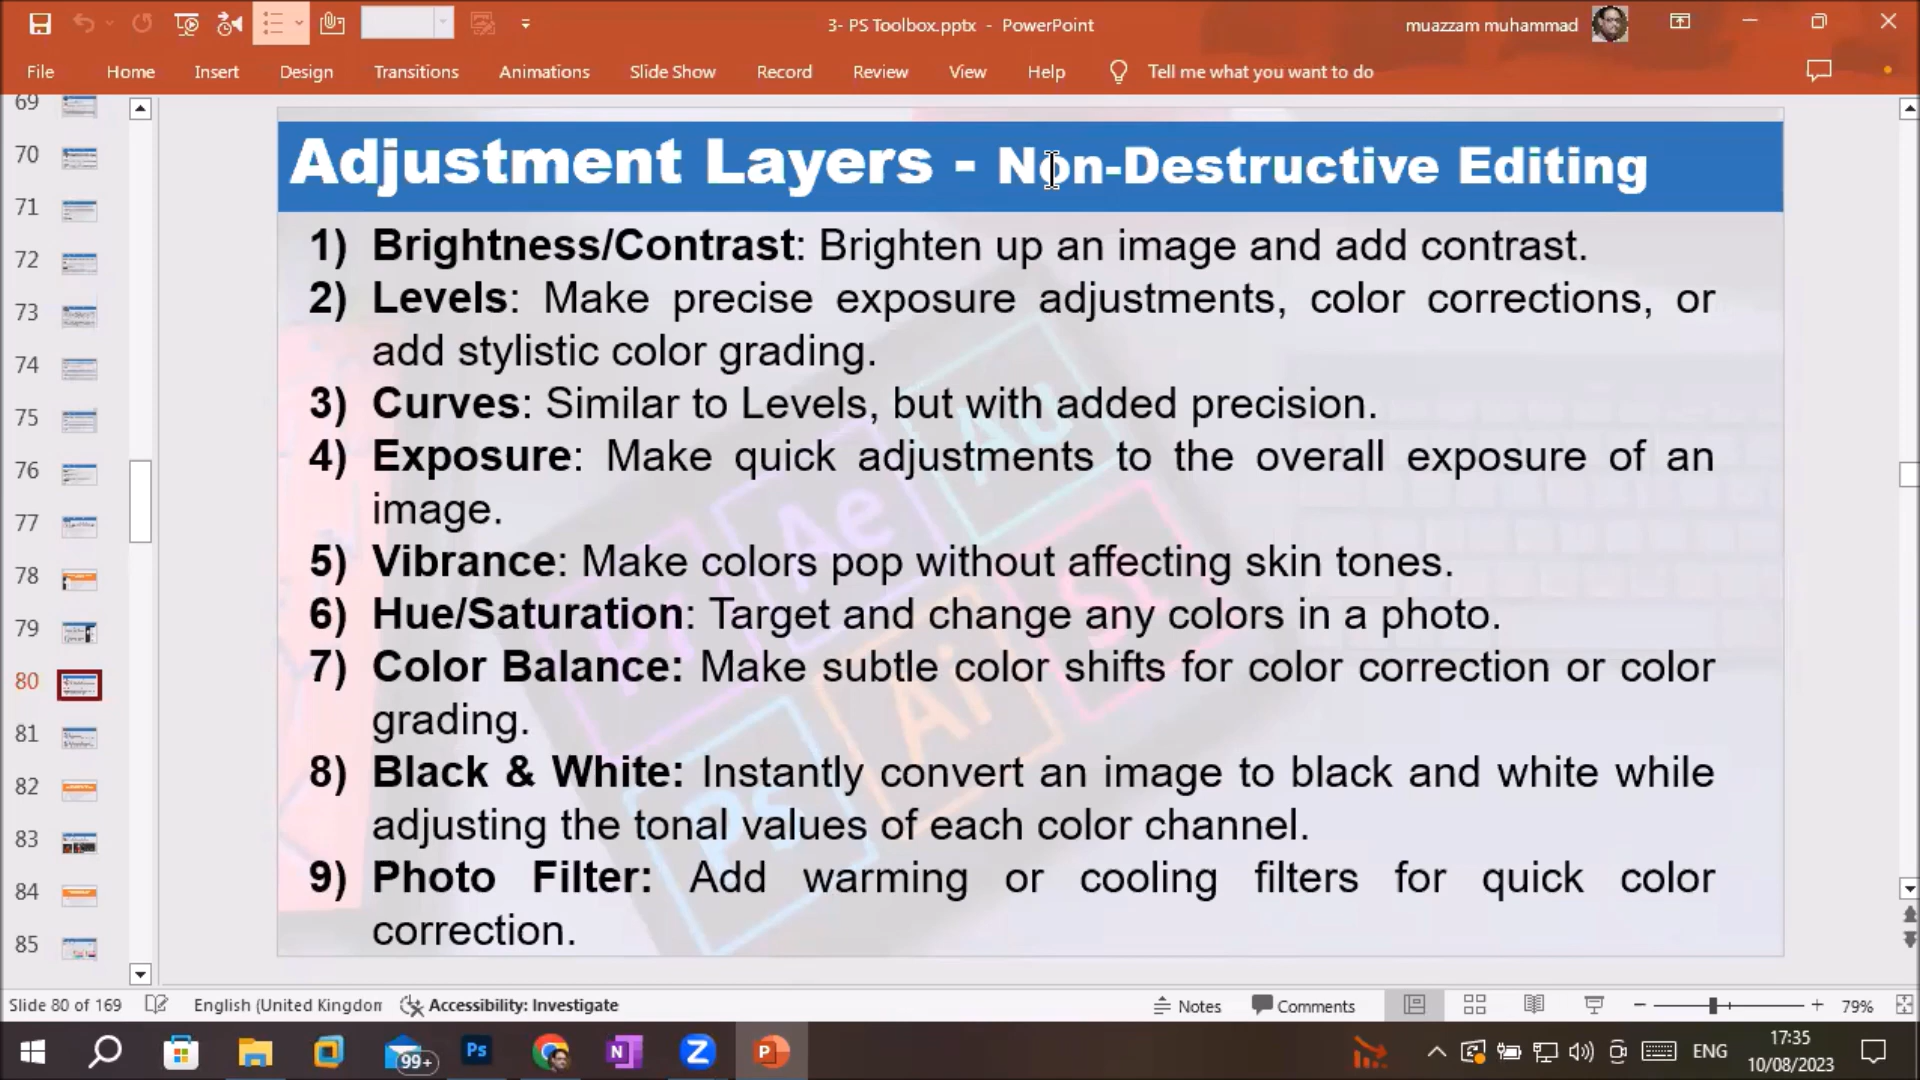 3- PS Toolbox.pptx - PowerPoint
muazzam muhammad
File Home Insert Design Transitions Animations Slide Show Record Review View Help Tell me what you want to do
69
70
71
72
73
74
75
76
77
78
79
80
81
82
83
84
85
Adjustment Layers - Non-Destructive Editing
1) Brightness/Contrast: Brighten up an image and add contrast.
2) Levels: Make precise exposure adjustments, color corrections, or
add stylistic color grading.
3) Curves: Similar to Levels, but with added precision.
4) Exposure: Make quick adjustments to the overall exposure of an
image.
5) Vibrance: Make colors pop without affecting skin tones.
6) Hue/Saturation: Target and change any colors in a photo.
7) Color Balance: Make subtle color shifts for color correction or color
grading.
8) Black & White: Instantly convert an image to black and white while
adjusting the tonal values of each color channel.
9) Photo Filter: Add warming or cooling filters for quick color
correction.
Au
Ae
Pr
St
Ai
Ps
Slide 80 of 169 English (United Kingdon Accessibility: Investigate Notes Comments 79%
99+ Ps N Z P ENG 17:35
10/08/2023